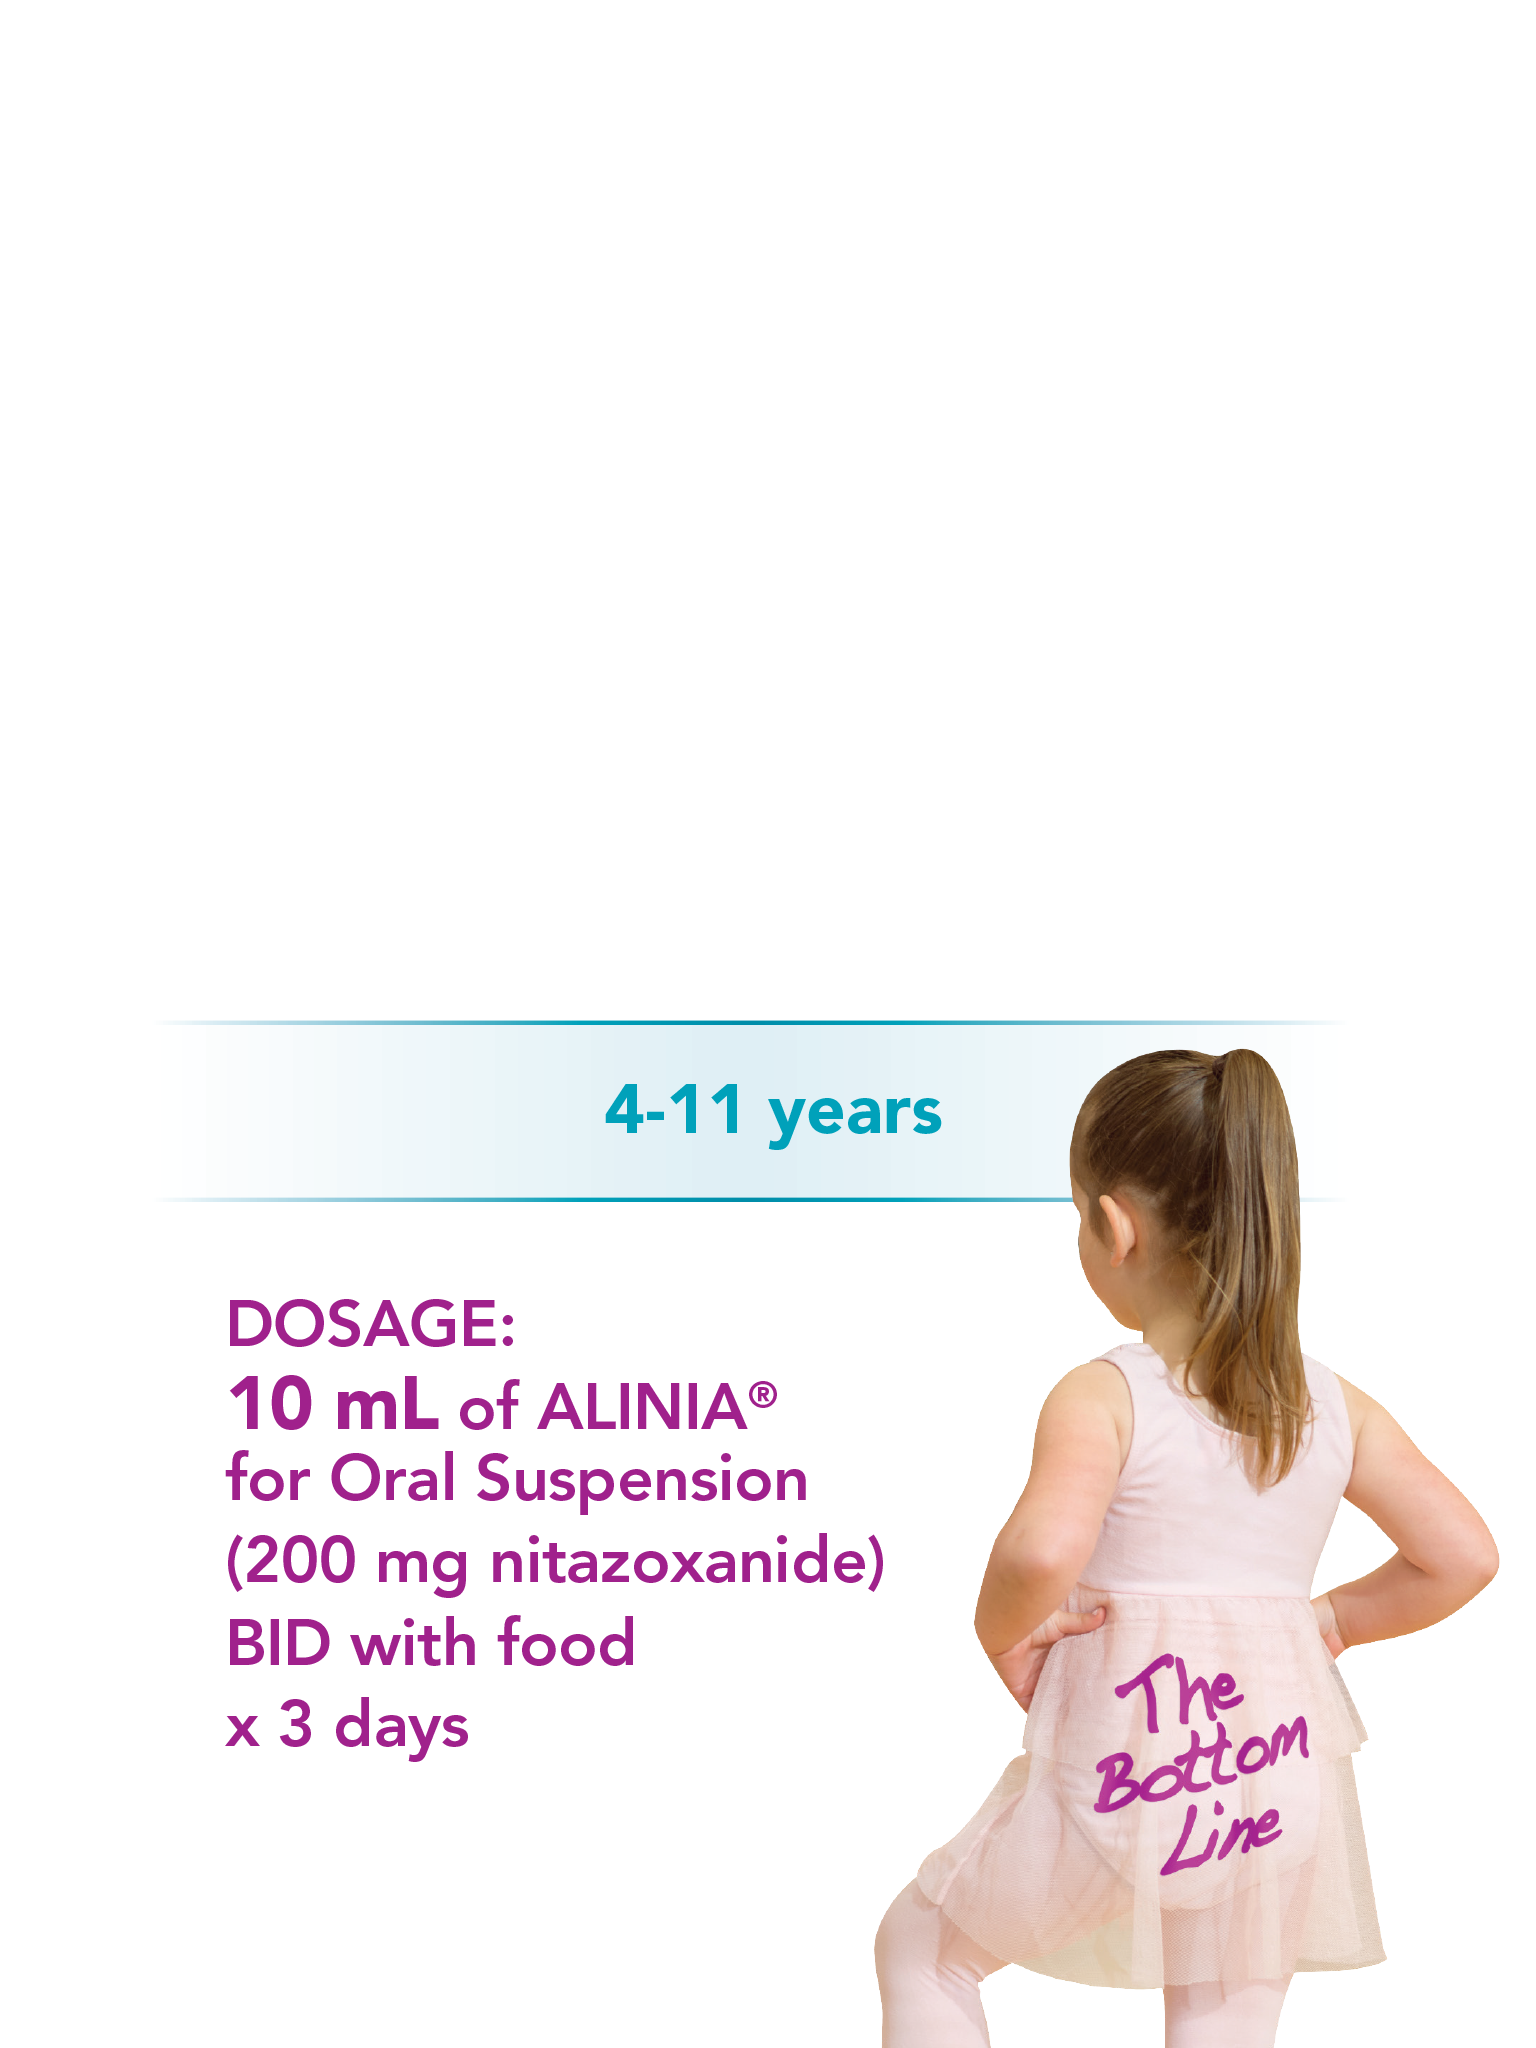 4-11 years
DOSAGE:
10 mL of ALINIA®
for Oral Suspension
(200 mg nitazoxanide)
BID with food
x 3 days
The
Bottom
Line